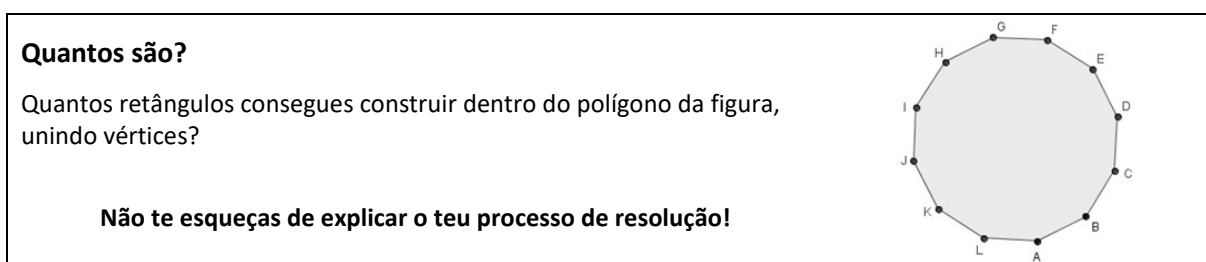 Quantos são?
Quantos retângulos consegues construir dentro do polígono da figura,
unindo vértices?
Não te esqueças de explicar o teu processo de resolução!
G
F
H
E
I
D
J
C
K
B
L
A